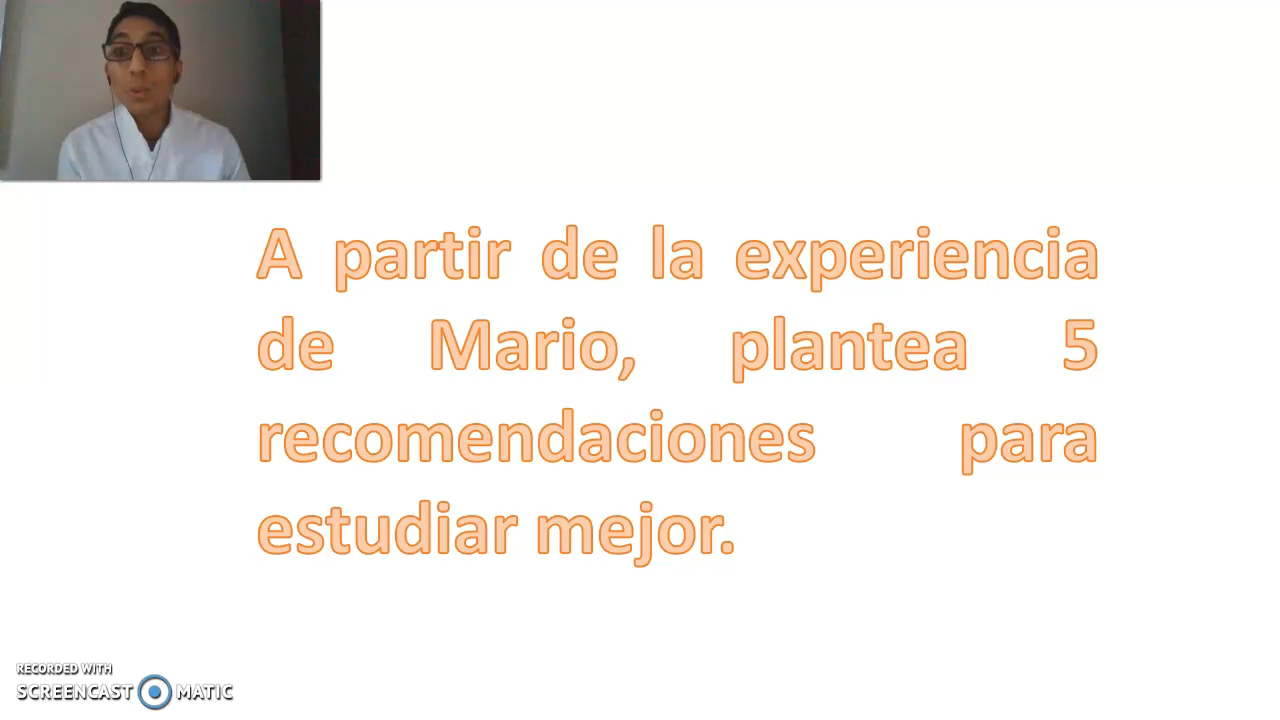 A partir de la experiencia
de Mario, plantea 5
recomendaciones para
estudiar mejor.
RECORDED WITH
SCREENCAST MATIC